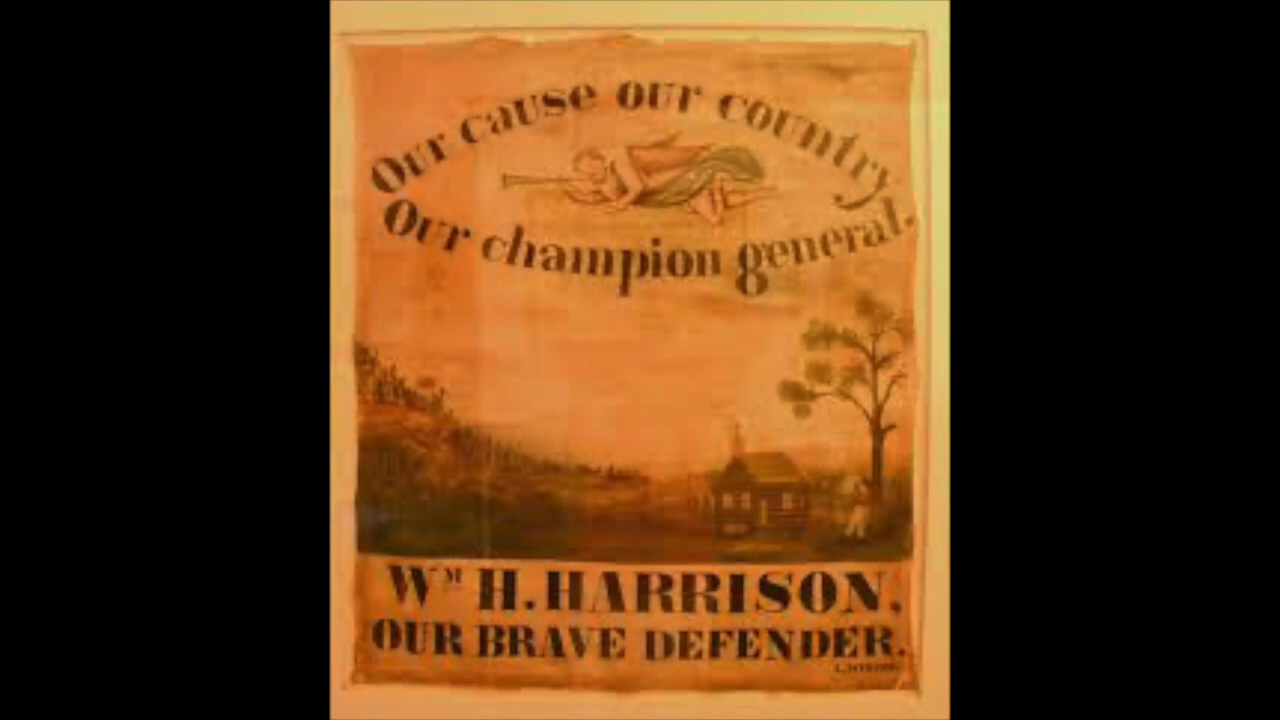 Our cause our country
Our champion general.
Wᴹ H. HARRISON.
OUR BRAVE DEFENDER.